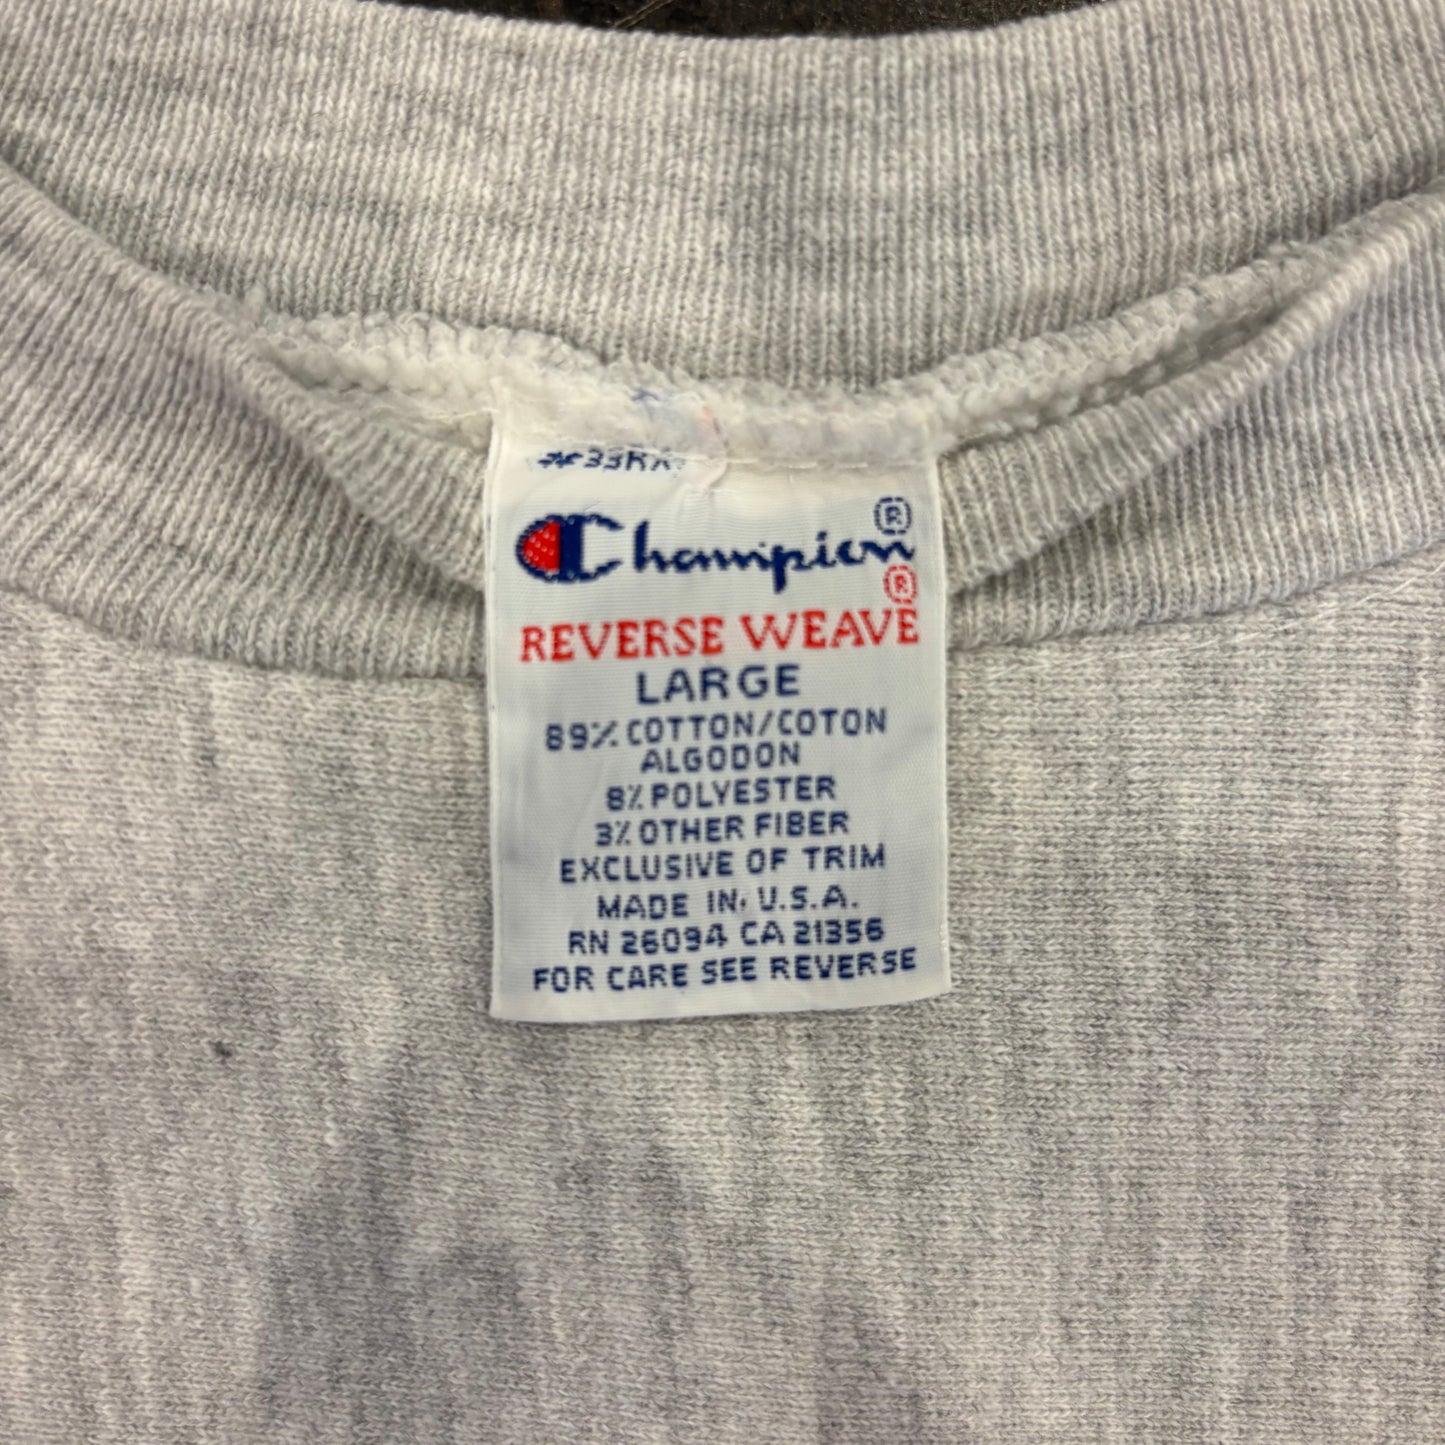 Champion®
®
REVERSE WEAVE
LARGE
89% COTTON/COTON
ALGODON
8% POLYESTER
3% OTHER FIBER
EXCLUSIVE OF TRIM
MADE IN U.S.A.
RN 26094 CA 21356
FOR CARE SEE REVERSE